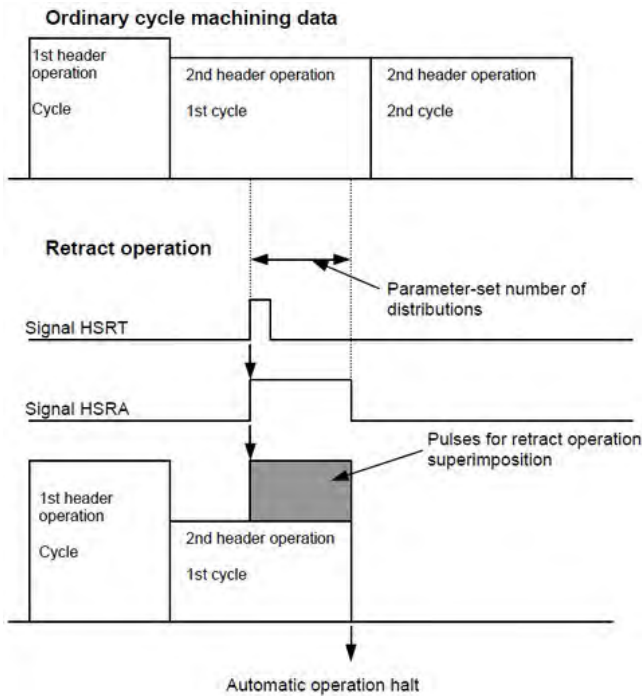 Ordinary cycle machining data
1st header
operation
Cycle
2nd header operation
1st cycle
2nd header operation
2nd cycle
Retract operation
Parameter-set number of
distributions
Signal HSRT
Signal HSRA
Pulses for retract operation
superimposition
1st header
operation
Cycle
2nd header operation
1st cycle
Automatic operation halt